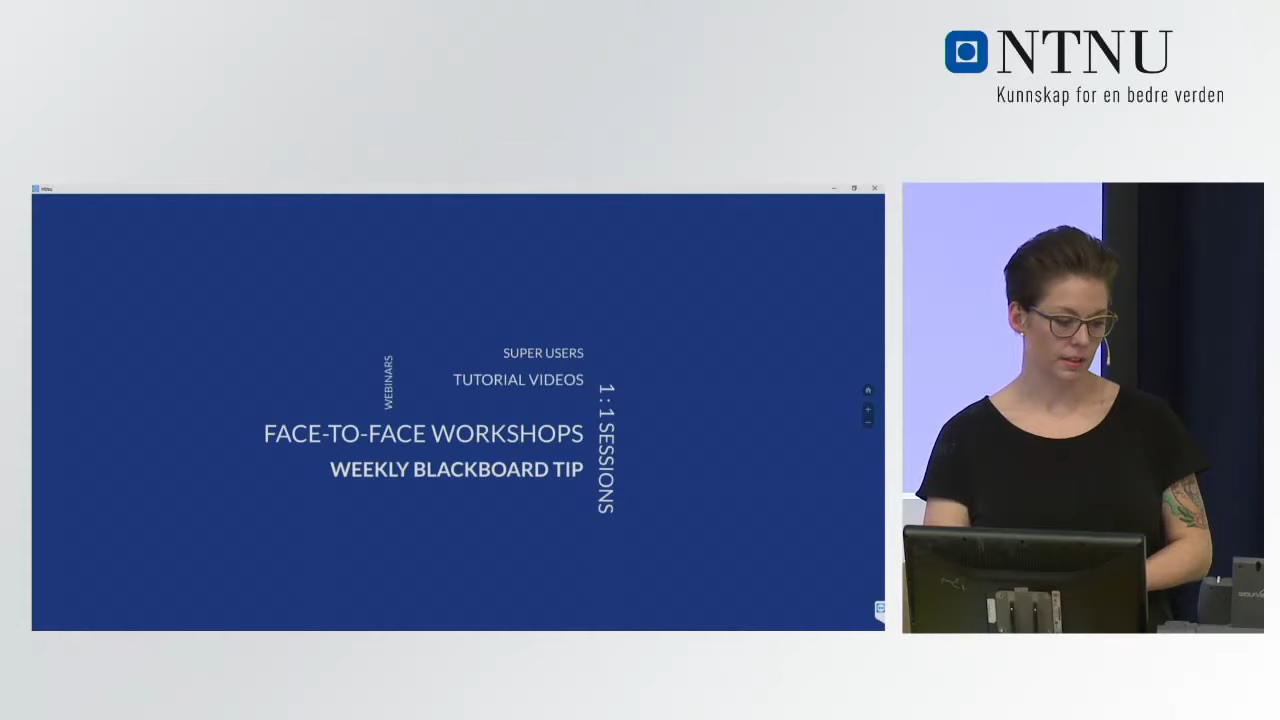 NTNU
Kunnskap for en bedre verden
SUPER USERS
WEBINARS
TUTORIAL VIDEOS
1 : 1 SESSIONS
FACE-TO-FACE WORKSHOPS
WEEKLY BLACKBOARD TIP